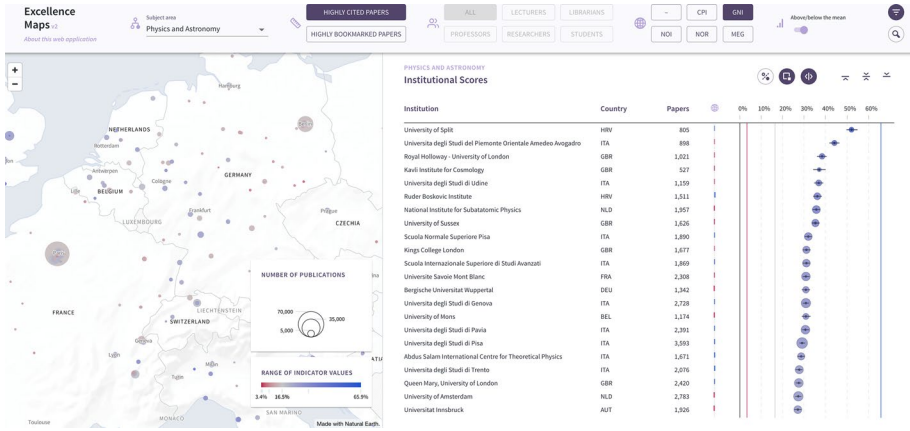 Excellence
Maps v2
About this web application
Subject area
Physics and Astronomy
HIGHLY CITED PAPERS
HIGHLY BOOKMARKED PAPERS
ALL LECTURERS LIBRARIANS
PROFESSORS RESEARCHERS STUDENTS
– CPI GNI
NOI NOR MEG
Above/below the mean
+
−
Hamburg
NETHERLANDS
Rotterdam
Antwerpen
Cologne
GERMANY
BELGIUM
Frankfurt
Prague
LUXEMBOURG
CZECHIA
FRANCE
LIECHTENSTEIN
SWITZERLAND
Geneva
Lyon
Milan
Turin
MONACO
SAN MARINO
Toulouse
Made with Natural Earth.
NUMBER OF PUBLICATIONS
70,000
35,000
5,000
RANGE OF INDICATOR VALUES
3.4% 16.5% 65.9%
PHYSICS AND ASTRONOMY
Institutional Scores
Institution Country Papers 0% 10% 20% 30% 40% 50% 60%
University of Split HRV 805
Universita degli Studi del Piemonte Orientale Amedeo Avogadro ITA 898
Royal Holloway - University of London GBR 1,021
Kavli Institute for Cosmology GBR 527
Universita degli Studi di Udine ITA 1,159
Ruder Boskovic Institute HRV 1,511
National Institute for Subatomatic Physics NLD 1,957
University of Sussex GBR 1,626
Scuola Normale Superiore Pisa ITA 1,890
Kings College London GBR 1,677
Scuola Internazionale Superiore di Studi Avanzati ITA 1,869
Universite Savoie Mont Blanc FRA 2,308
Bergische Universitat Wuppertal DEU 1,342
Universita degli Studi di Genova ITA 2,728
University of Mons BEL 1,174
Universita degli Studi di Pavia ITA 2,391
Universita degli Studi di Pisa ITA 3,593
Abdus Salam International Centre for Theoretical Physics ITA 1,671
Universita degli Studi di Trento ITA 2,076
Queen Mary, University of London GBR 2,420
University of Amsterdam NLD 2,783
Universitat Innsbruck AUT 1,926